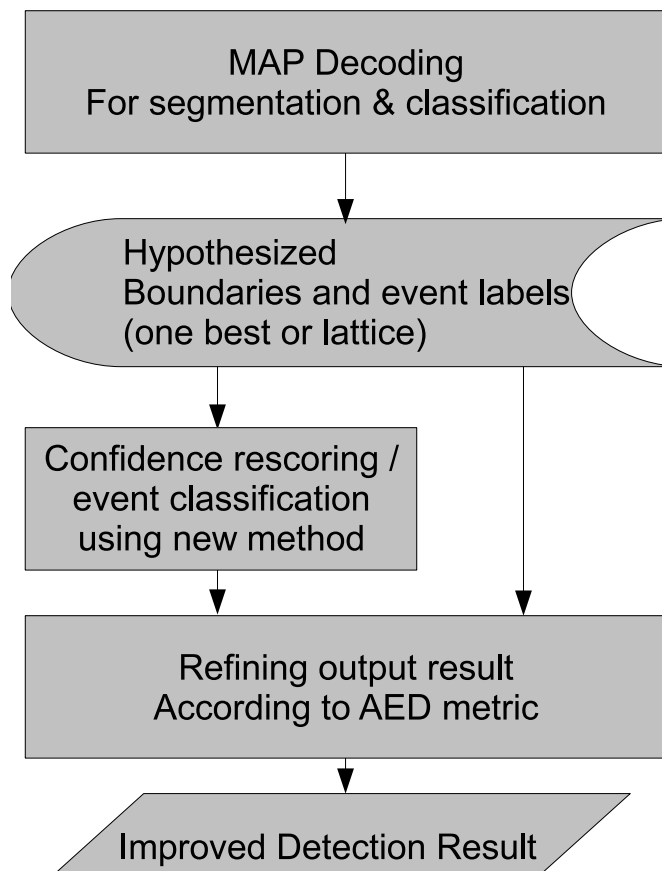 MAP Decoding
For segmentation & classification
Hypothesized
Boundaries and event labels
(one best or lattice)
Confidence rescoring /
event classification
using new method
Refining output result
According to AED metric
Improved Detection Result